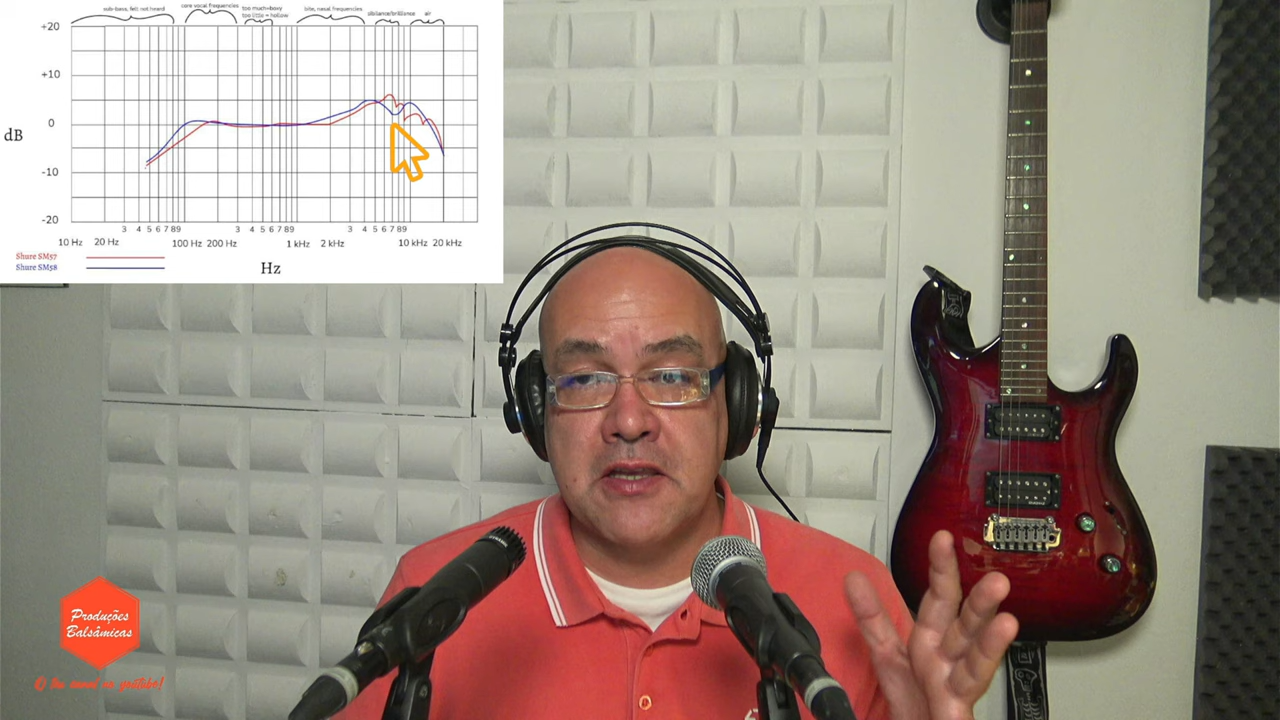 sub-bass, felt not heard
core vocal frequencies
too much=boxy
too little = hollow
bite, nasal frequencies
sibilance/brilliance
air
+20
+10
0
-10
-20
dB
3 4 5 6 7 8 9 3 4 5 6 7 8 9 3 4 5 6 7 8 9
10 Hz 20 Hz 100 Hz 200 Hz 1 kHz 2 kHz 10 kHz 20 kHz
Shure SM57
Shure SM58
Hz
Produções
Balsâmicas
O teu canal no youtube!